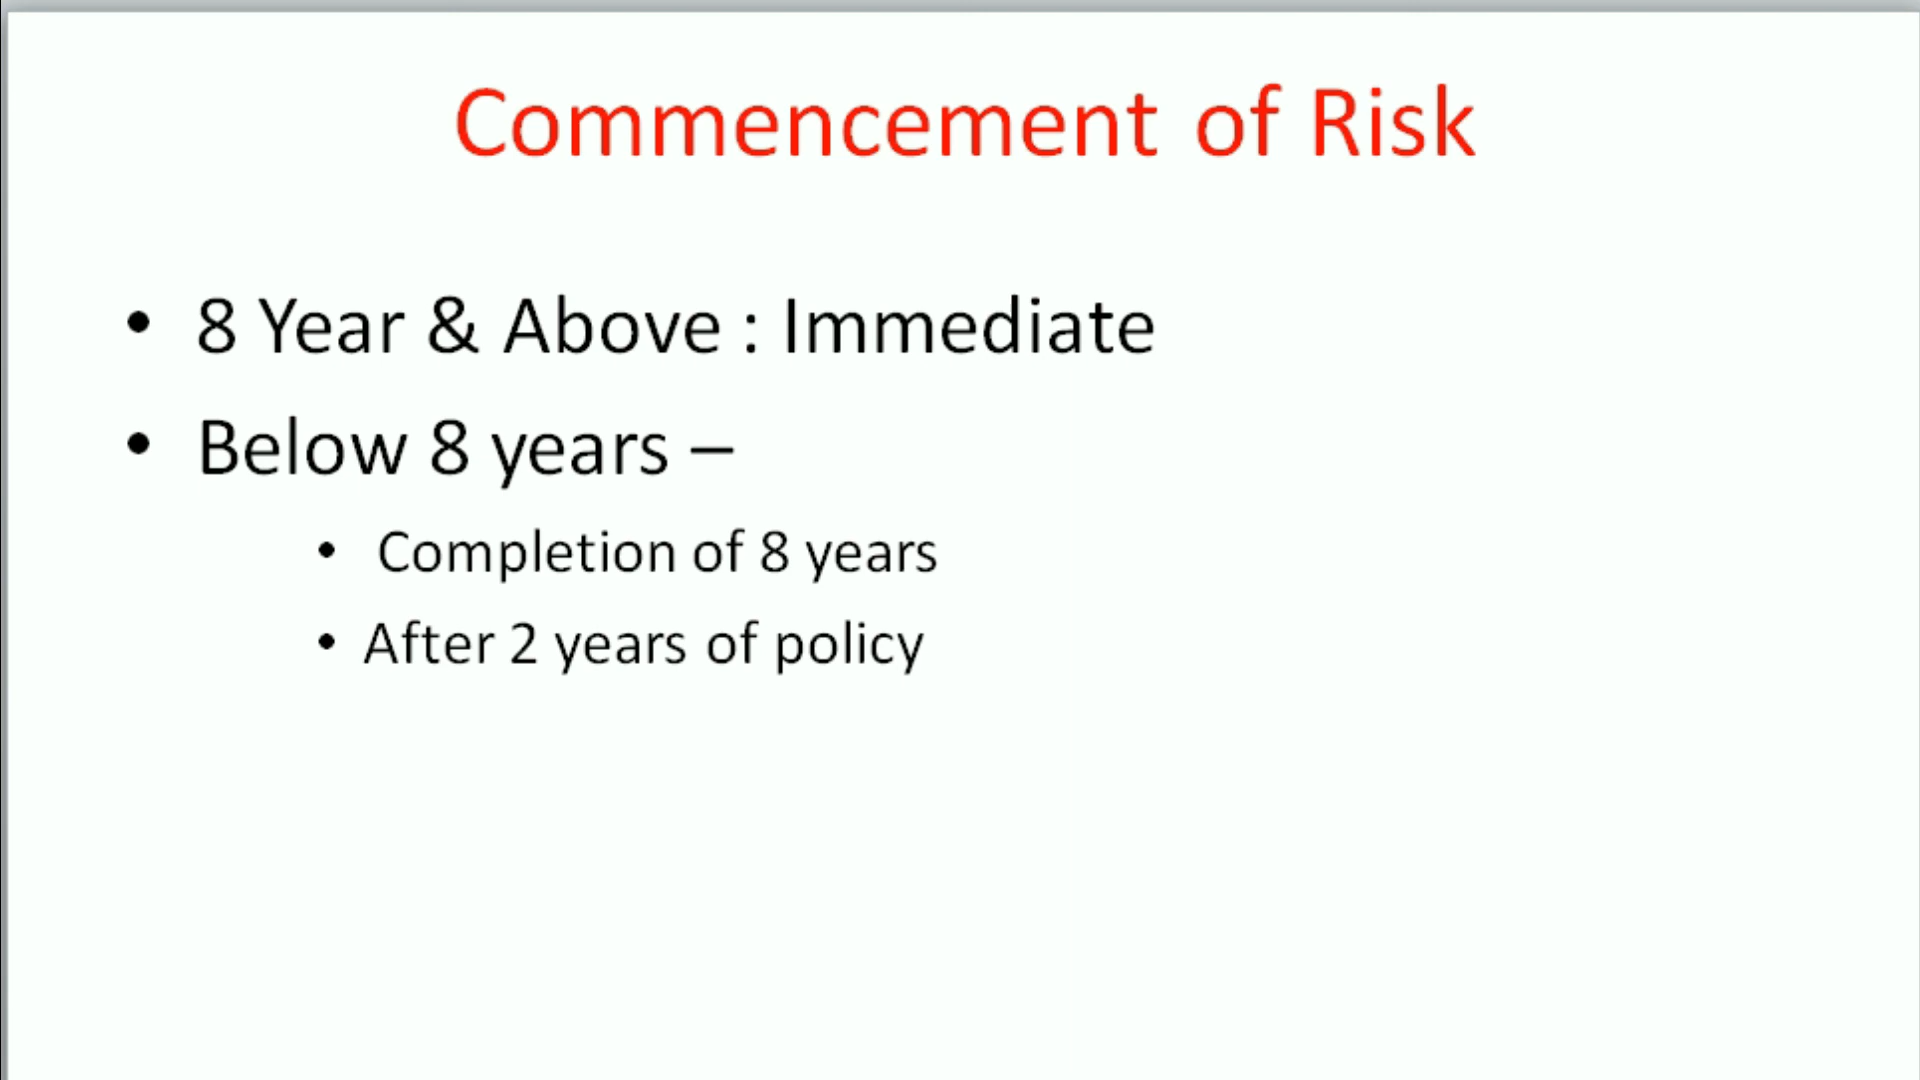 Commencement of Risk
• 8 Year & Above : Immediate
• Below 8 years –
• Completion of 8 years
• After 2 years of policy